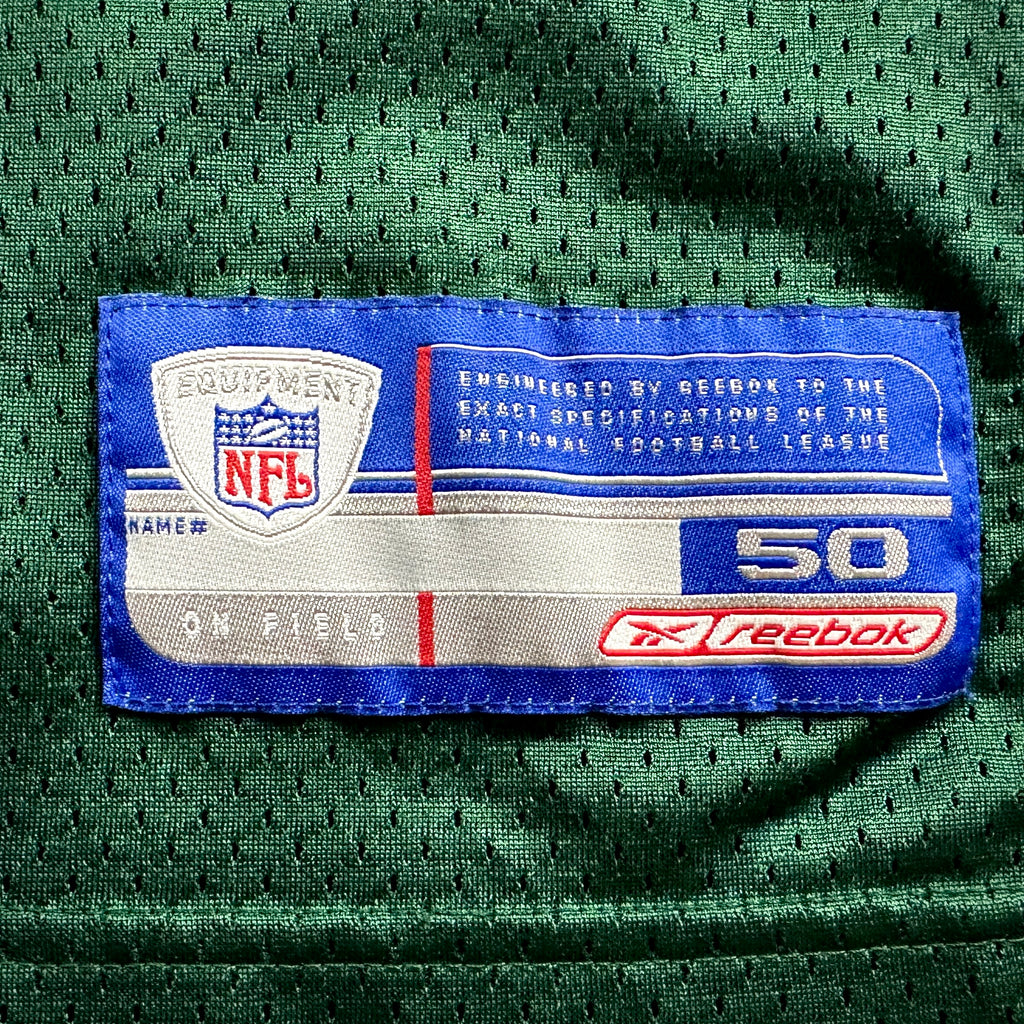 EQUIPMENT
NFL
ENGINEERED BY REEBOK TO THE
EXACT SPECIFICATIONS OF THE
NATIONAL FOOTBALL LEAGUE
NAME#
50
ON FIELD
reebok